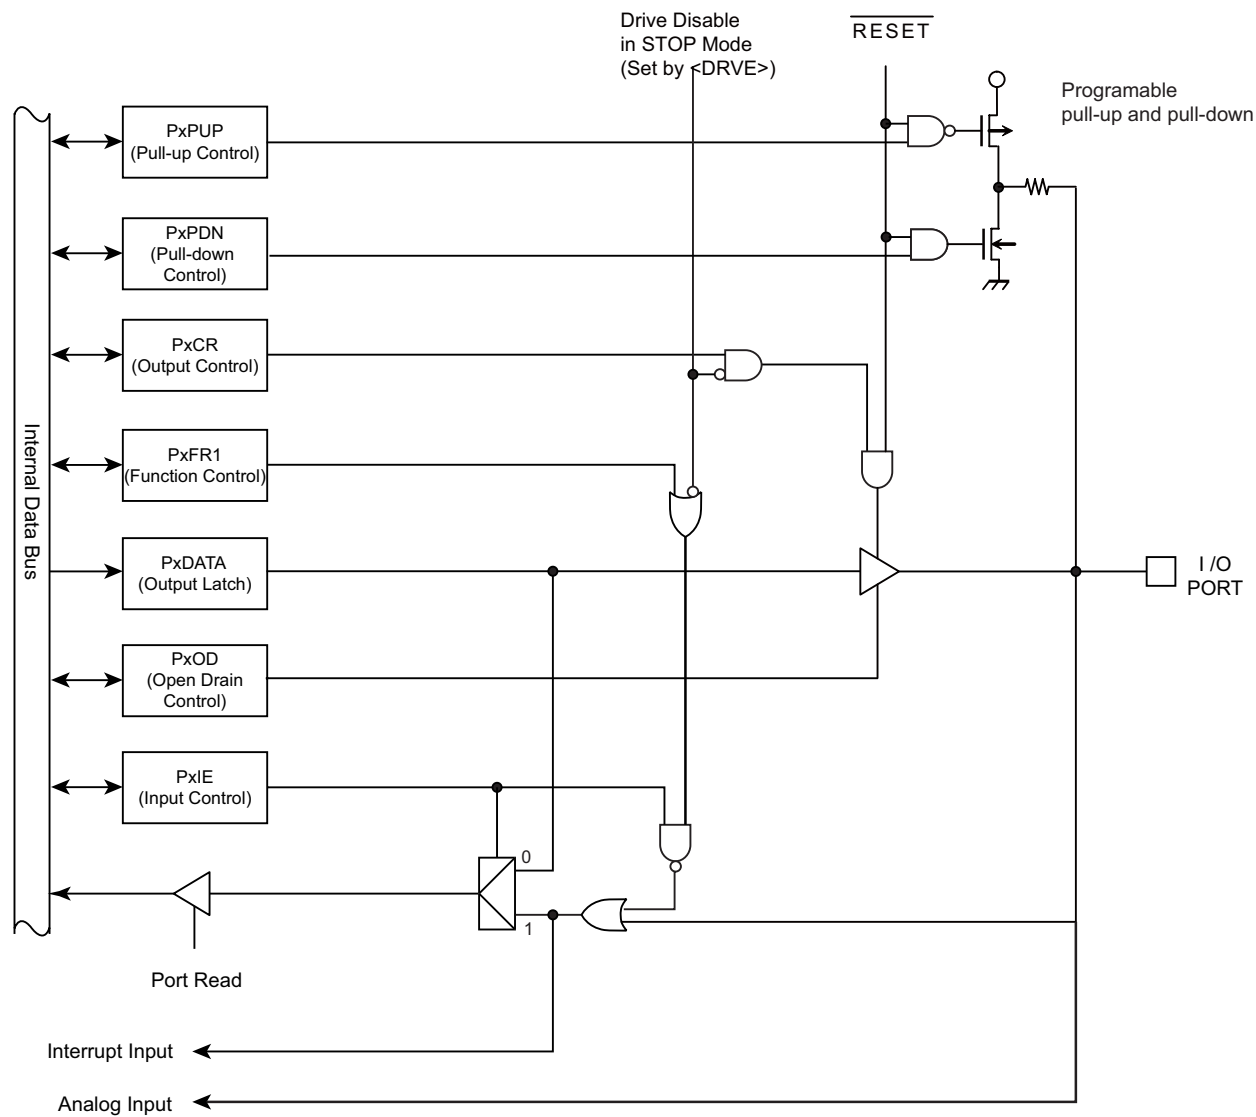 Drive Disable
in STOP Mode
(Set by <DRVE>)
RESET
Programable
pull-up and pull-down
PxPUP
(Pull-up Control)
PxPDN
(Pull-down
Control)
PxCR
(Output Control)
PxFR1
(Function Control)
Internal Data Bus
PxDATA
(Output Latch)
I /O
PORT
PxOD
(Open Drain
Control)
PxIE
(Input Control)
0
1
Port Read
Interrupt Input
Analog Input